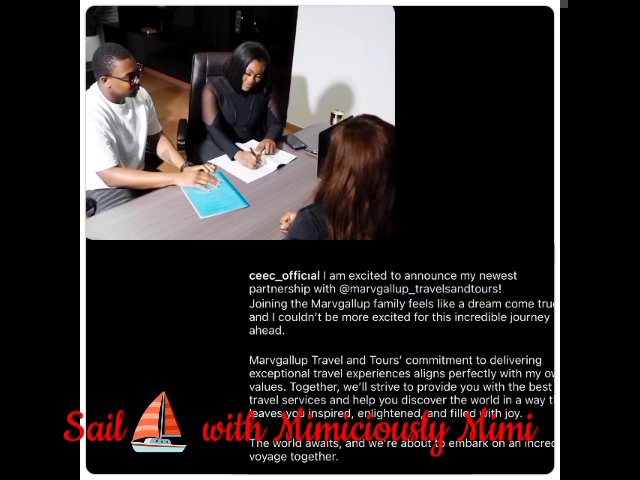 ceec_official I am excited to announce my newest
partnership with @marvgallup_travelsandtours!
Joining the Marvgallup family feels like a dream come true
and I couldn't be more excited for this incredible journey
ahead.
Marvgallup Travel and Tours' commitment to delivering
exceptional travel experiences aligns perfectly with my
values. Together, we'll strive to provide you with the best
travel services and help you discover the world in a way
leaves you inspired, enlightened, and filled with joy.
Sail with Mimiciously Mimi
The world awaits, and we're about to embark on an
voyage together.